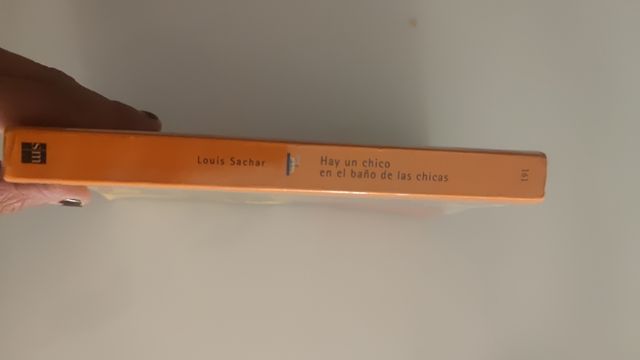 sm
Louis Sachar
Hay un chico
en el baño de las chicas
161